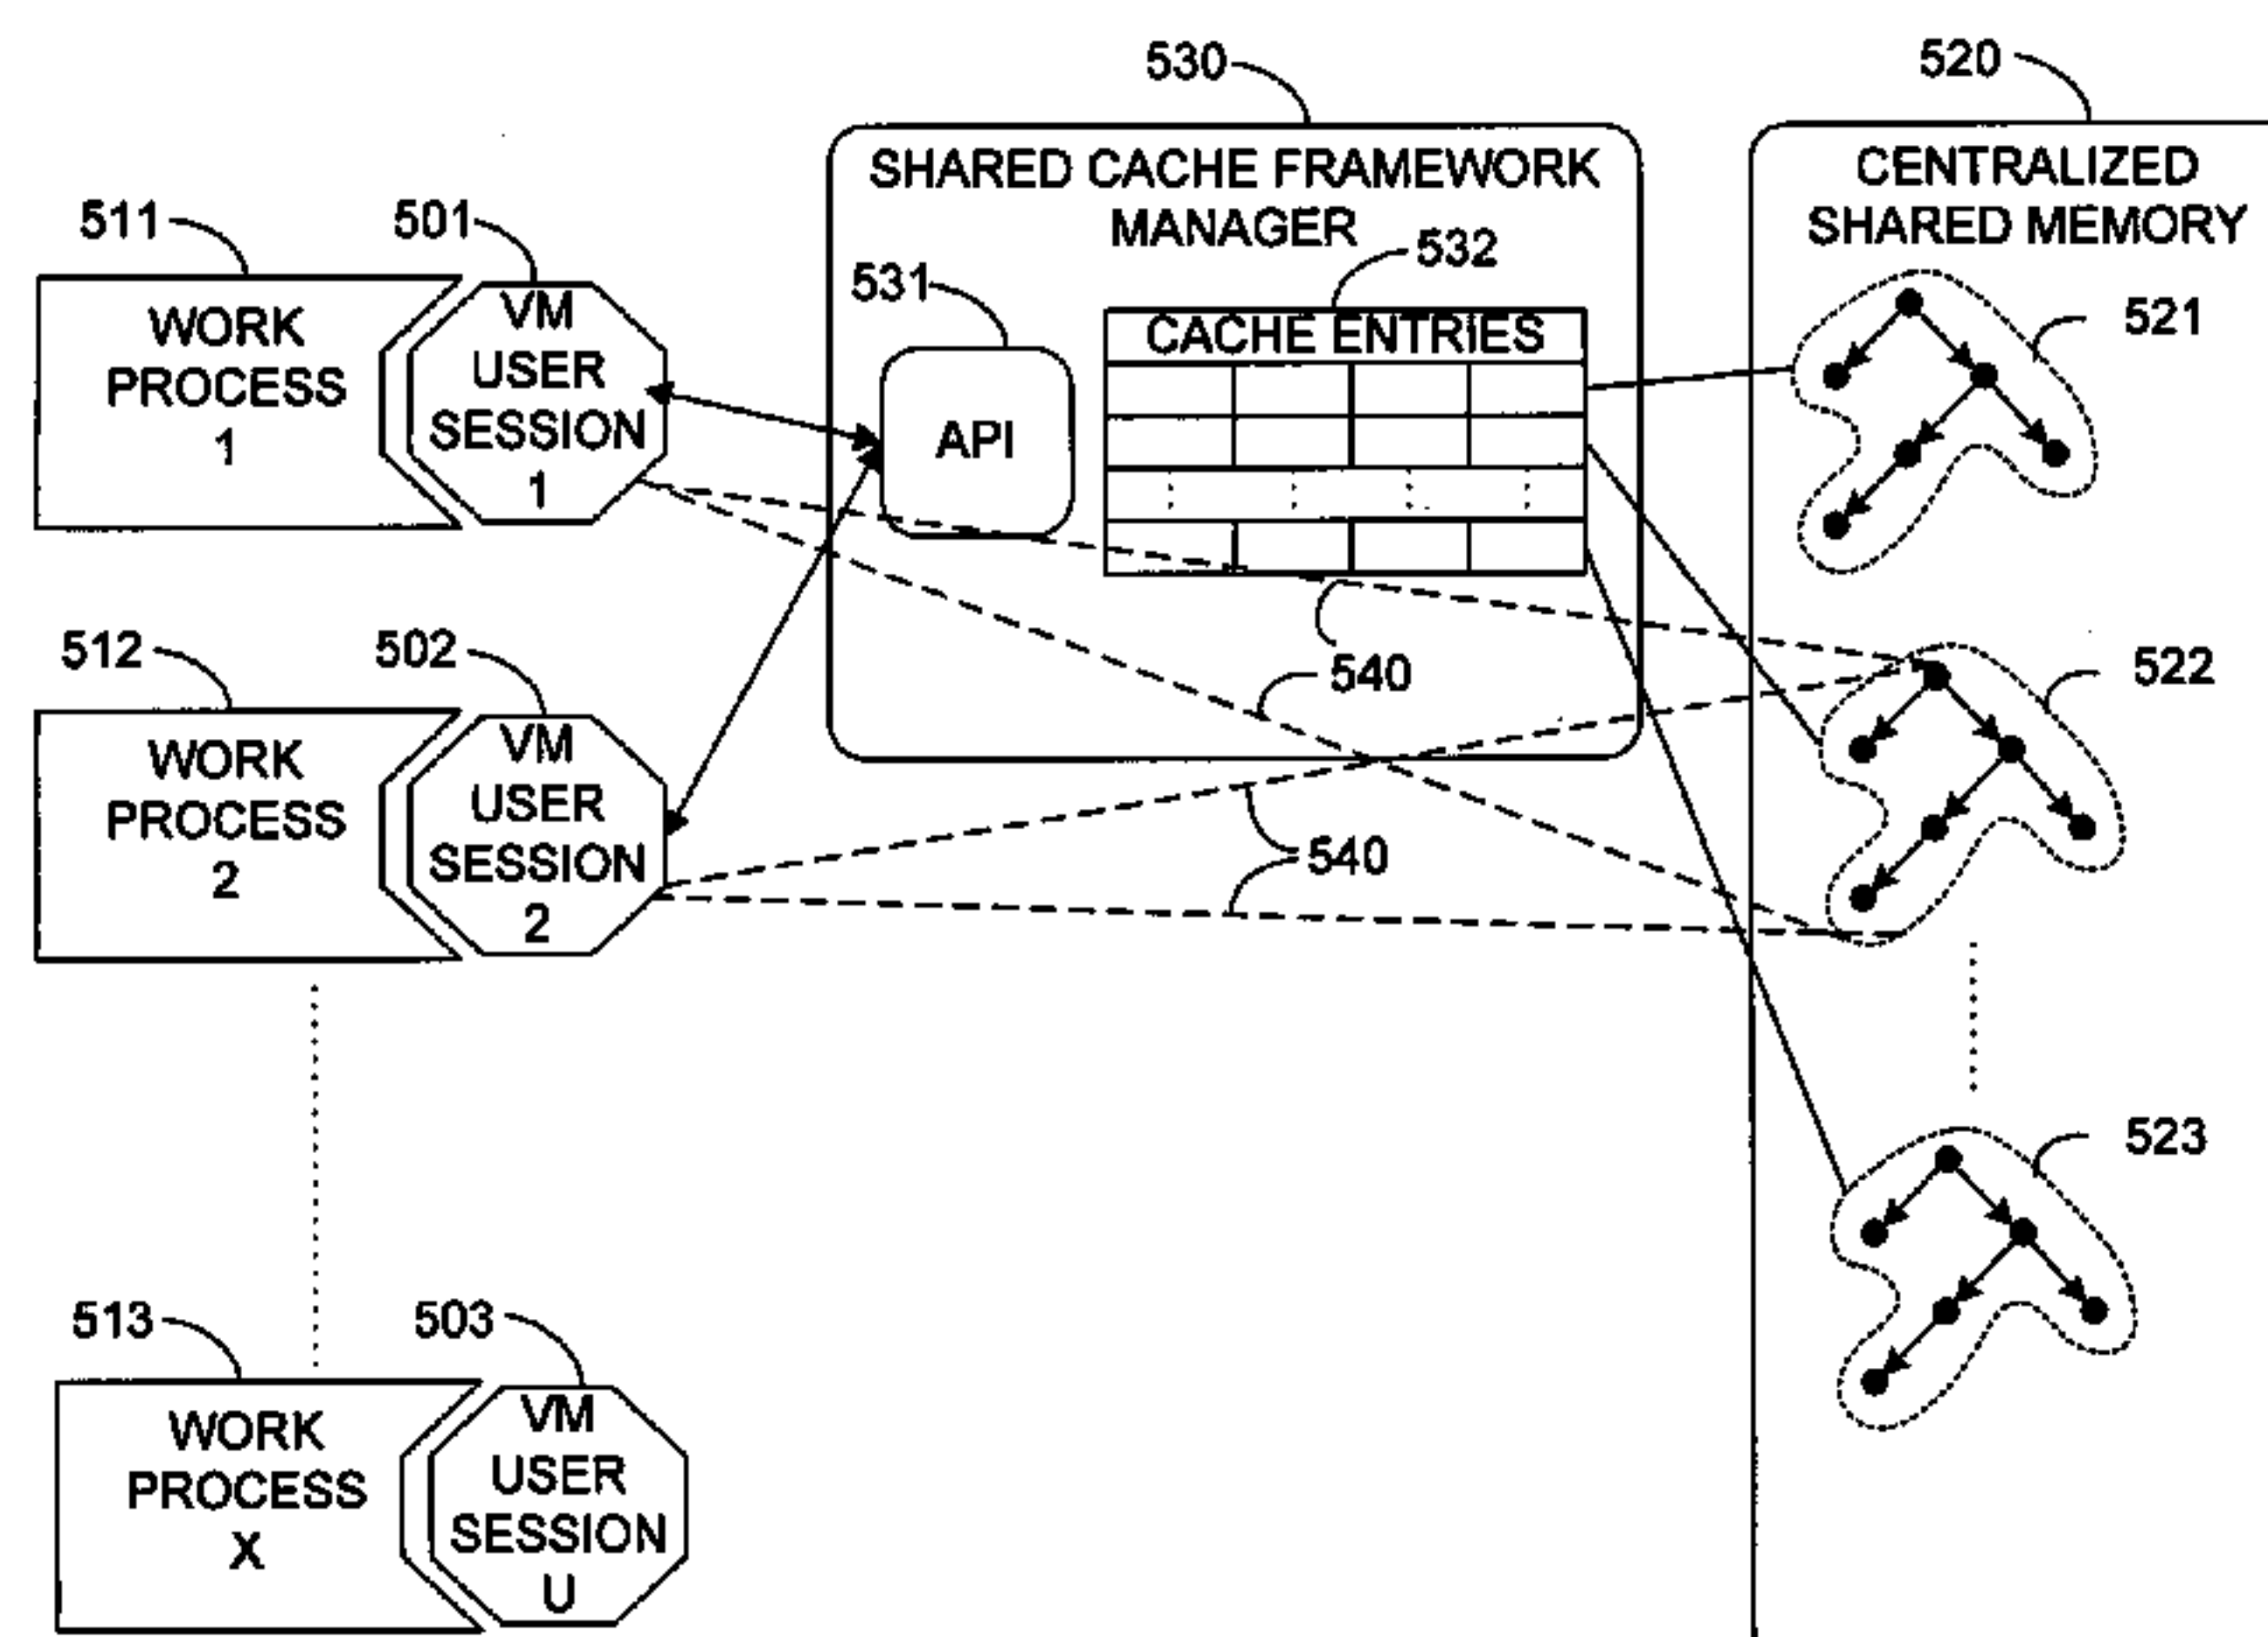 530
520
SHARED CACHE FRAMEWORK
MANAGER
CENTRALIZED
SHARED MEMORY
511
501
531
532
521
WORK
PROCESS
1
VM
USER
SESSION
1
API
CACHE ENTRIES
512
502
540
522
WORK
PROCESS
2
VM
USER
SESSION
2
540
523
513
503
WORK
PROCESS
X
VM
USER
SESSION
U